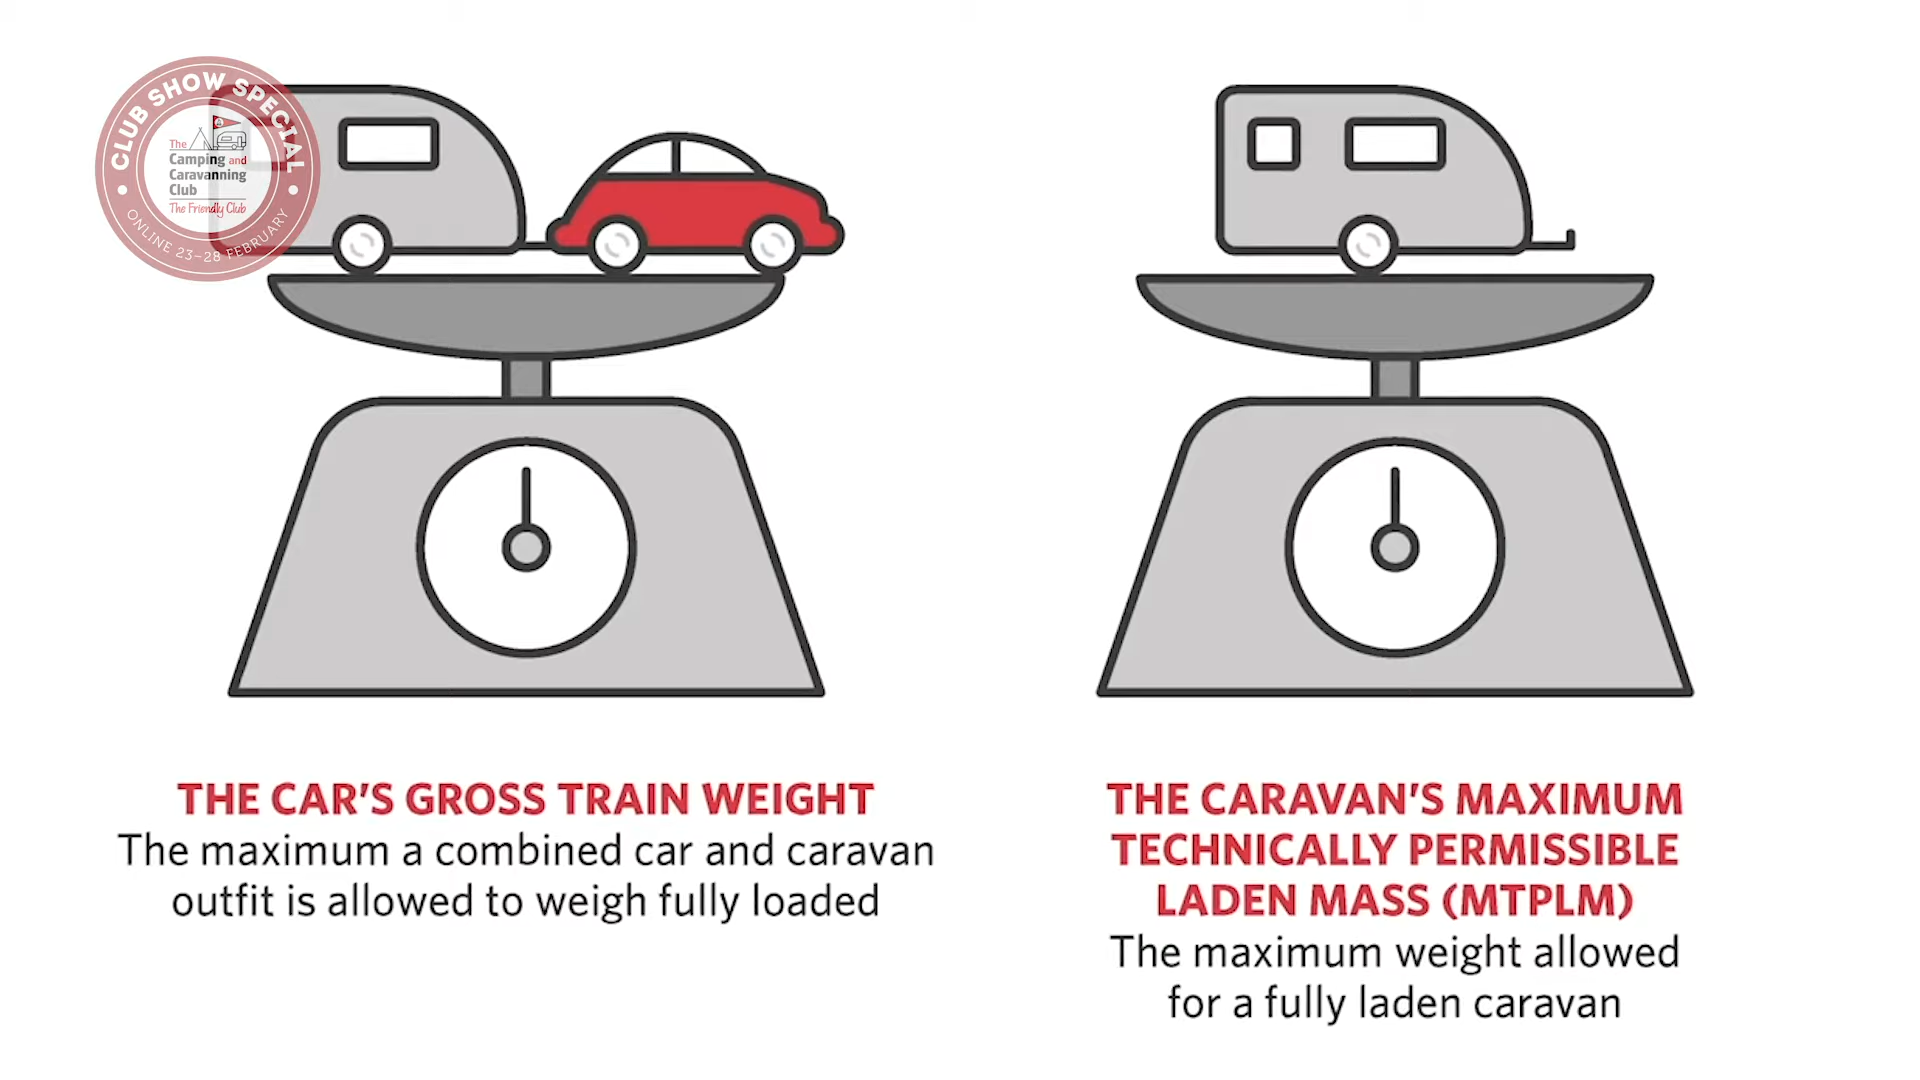 CLUB SHOW SPECIAL
The
Camping and
Caravanning
Club
The Friendly Club
ONLINE 23–28 FEBRUARY
THE CAR'S GROSS TRAIN WEIGHT
The maximum a combined car and caravan
outfit is allowed to weigh fully loaded
THE CARAVAN'S MAXIMUM
TECHNICALLY PERMISSIBLE
LADEN MASS (MTPLM)
The maximum weight allowed
for a fully laden caravan